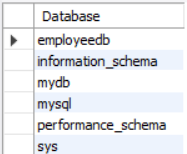 Database
employeedb
information_schema
mydb
mysql
performance_schema
sys